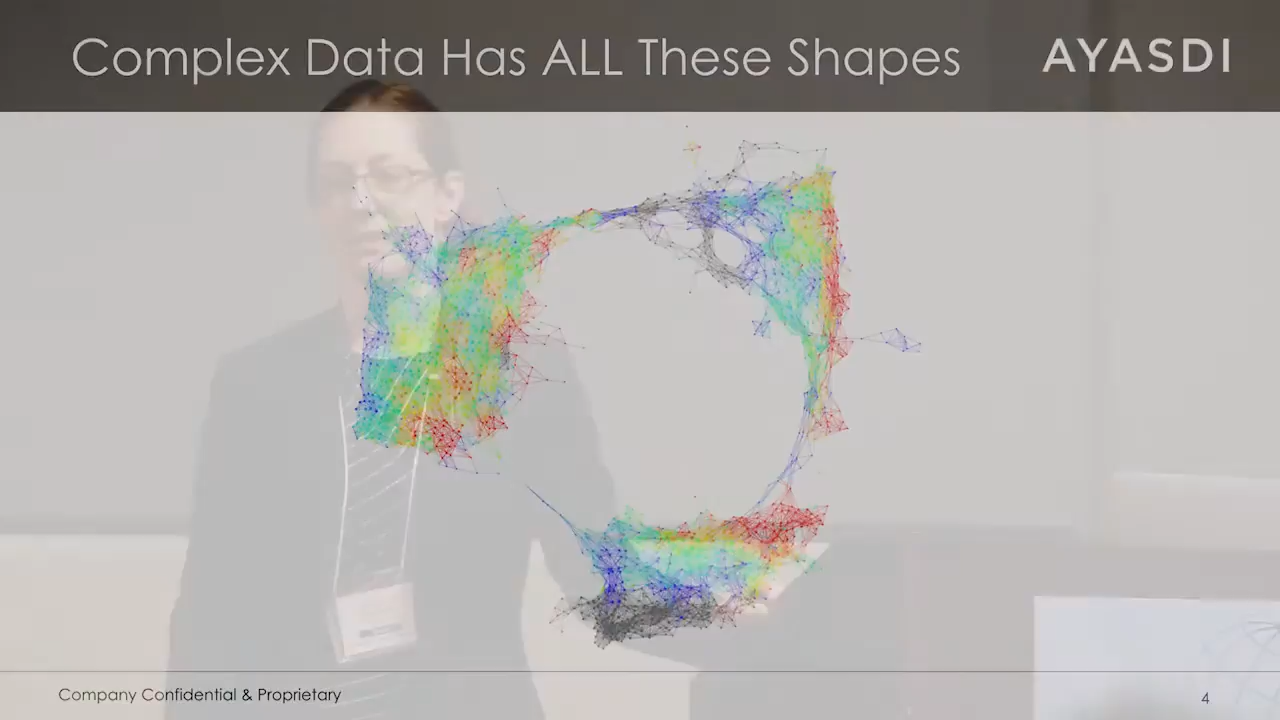 Complex Data Has ALL These Shapes
AYASDI
Company Confidential & Proprietary
4